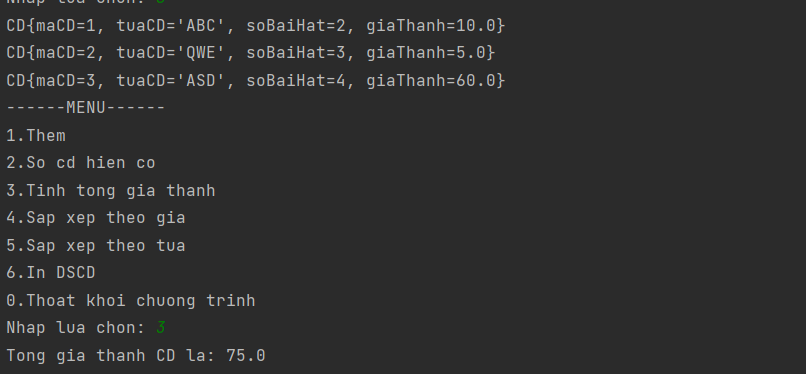 Nhap lua chon: 6
CD{maCD=1, tuaCD='ABC', soBaiHat=2, giaThanh=10.0}
CD{maCD=2, tuaCD='QWE', soBaiHat=3, giaThanh=5.0}
CD{maCD=3, tuaCD='ASD', soBaiHat=4, giaThanh=60.0}
------MENU------
1.Them
2.So cd hien co
3.Tinh tong gia thanh
4.Sap xep theo gia
5.Sap xep theo tua
6.In DSCD
0.Thoat khoi chuong trinh
Nhap lua chon: 3
Tong gia thanh CD la: 75.0